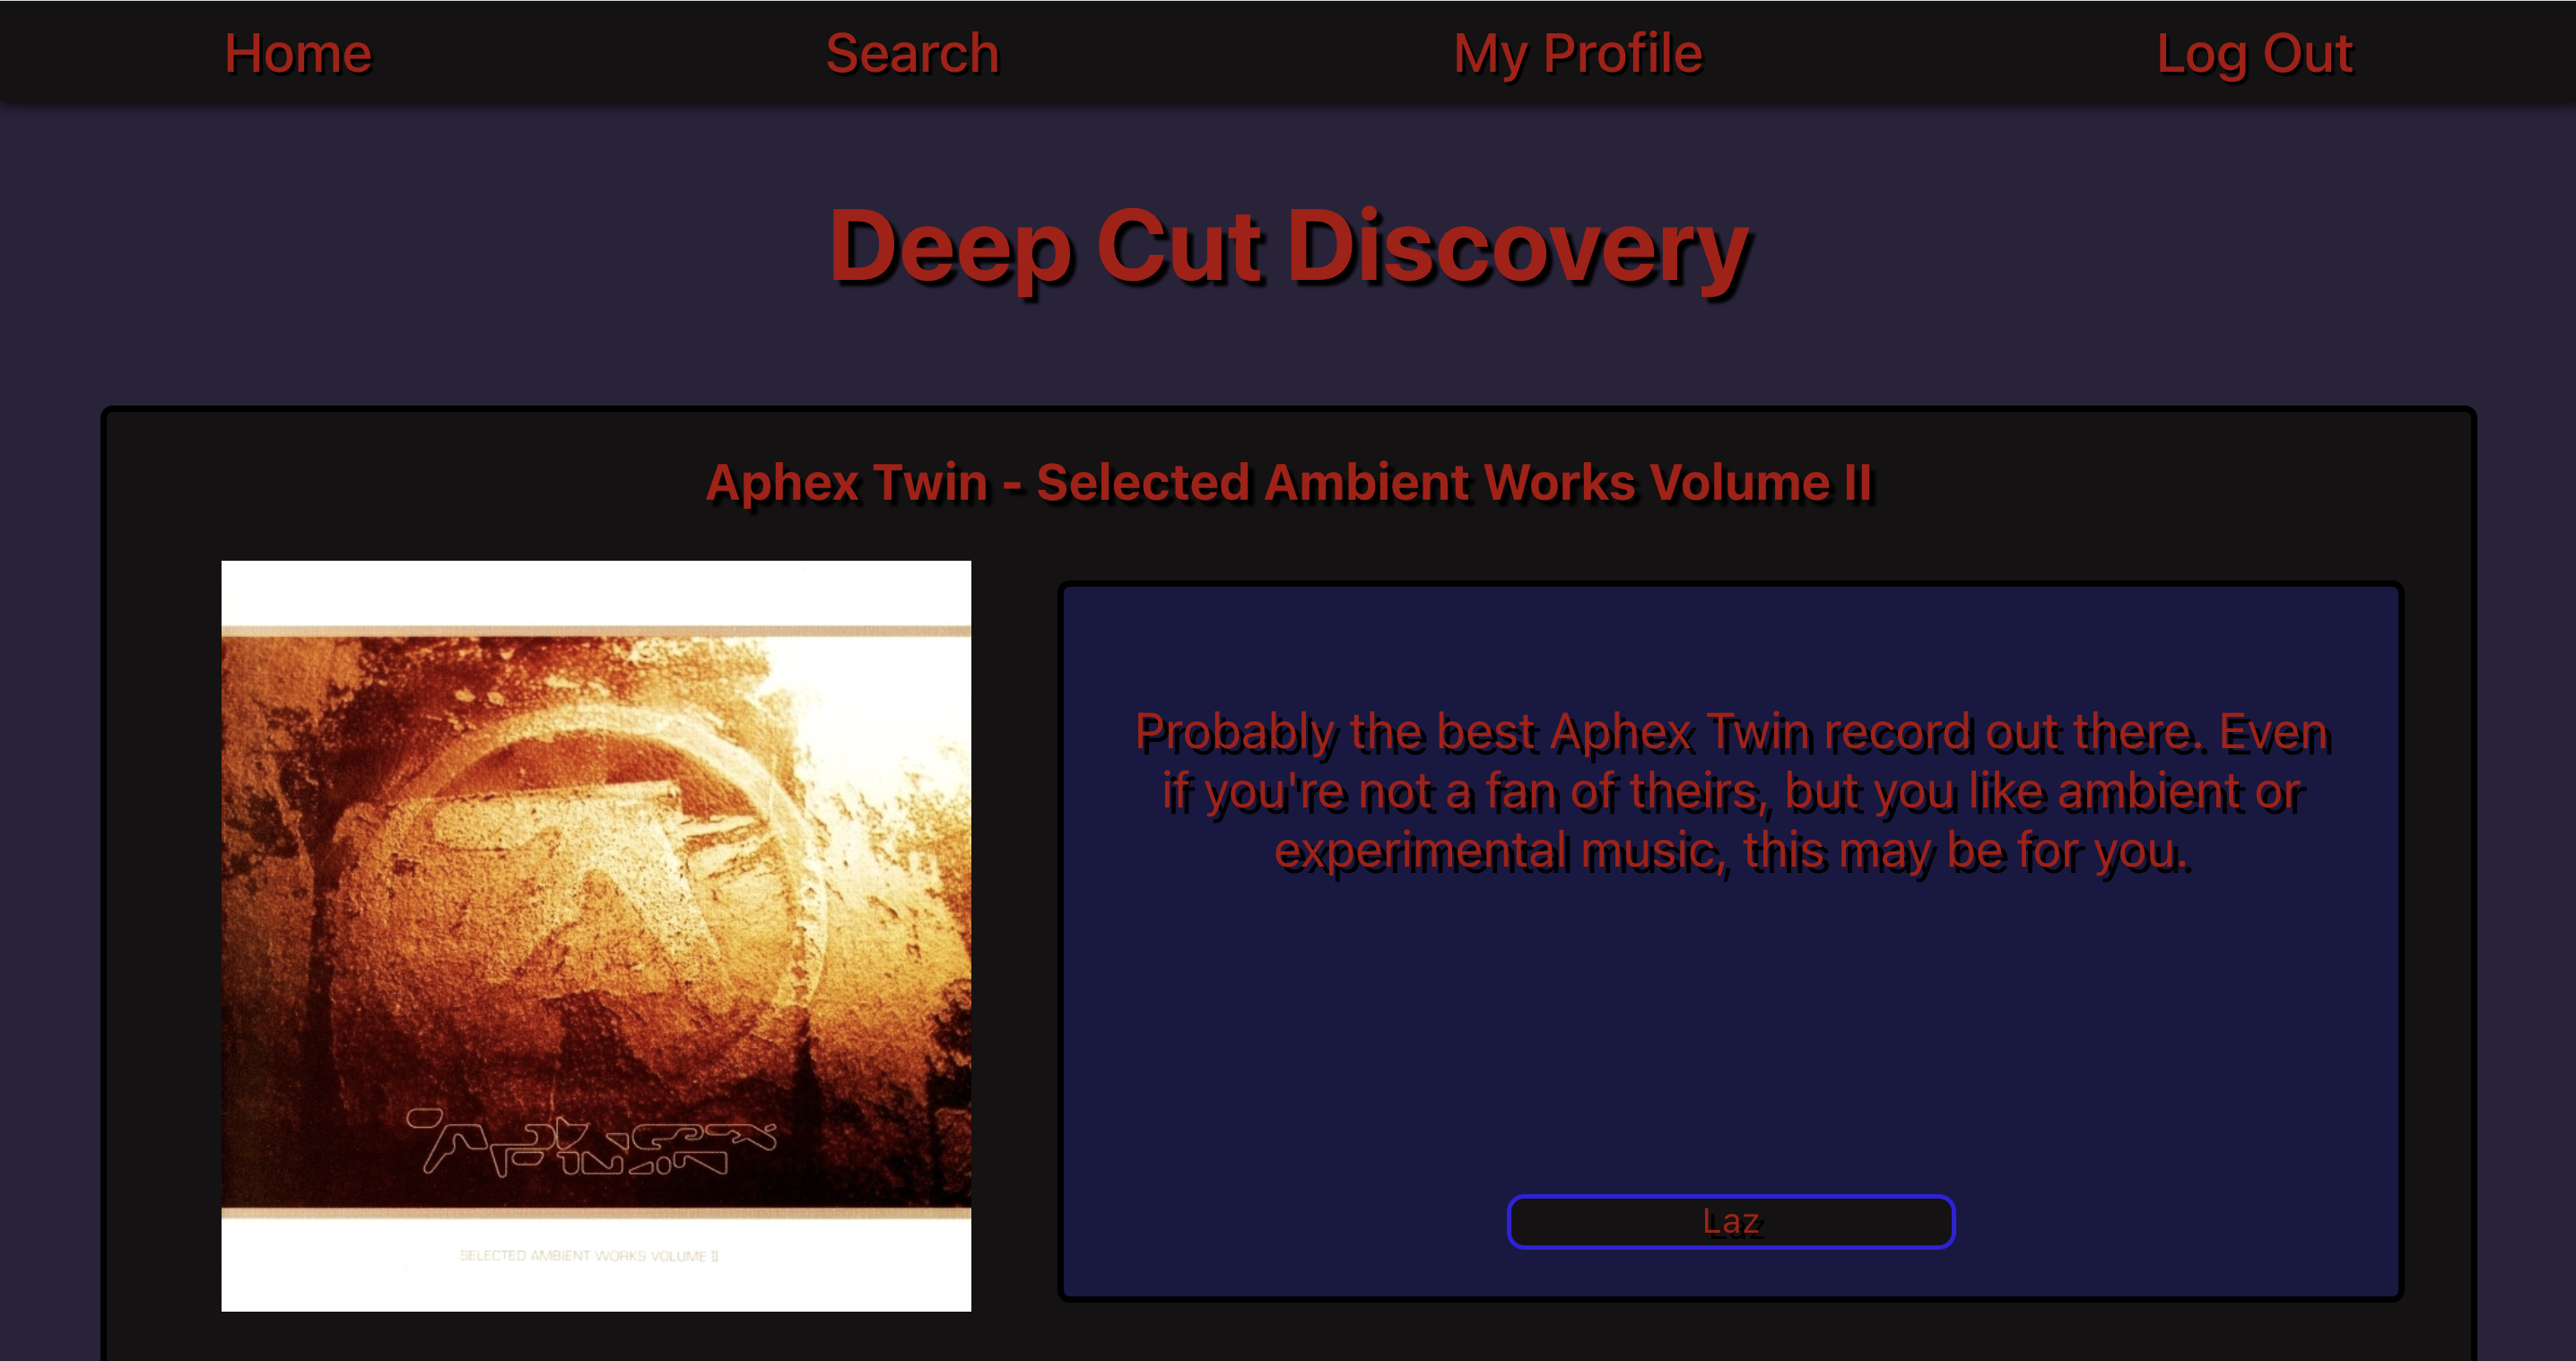 Home Search My Profile Log Out
Deep Cut Discovery
Aphex Twin - Selected Ambient Works Volume II
Probably the best Aphex Twin record out there. Even
if you're not a fan of theirs, but you like ambient or
experimental music, this may be for you.
Aphex
Twin
SELECTED AMBIENT WORKS VOLUME II
Laz